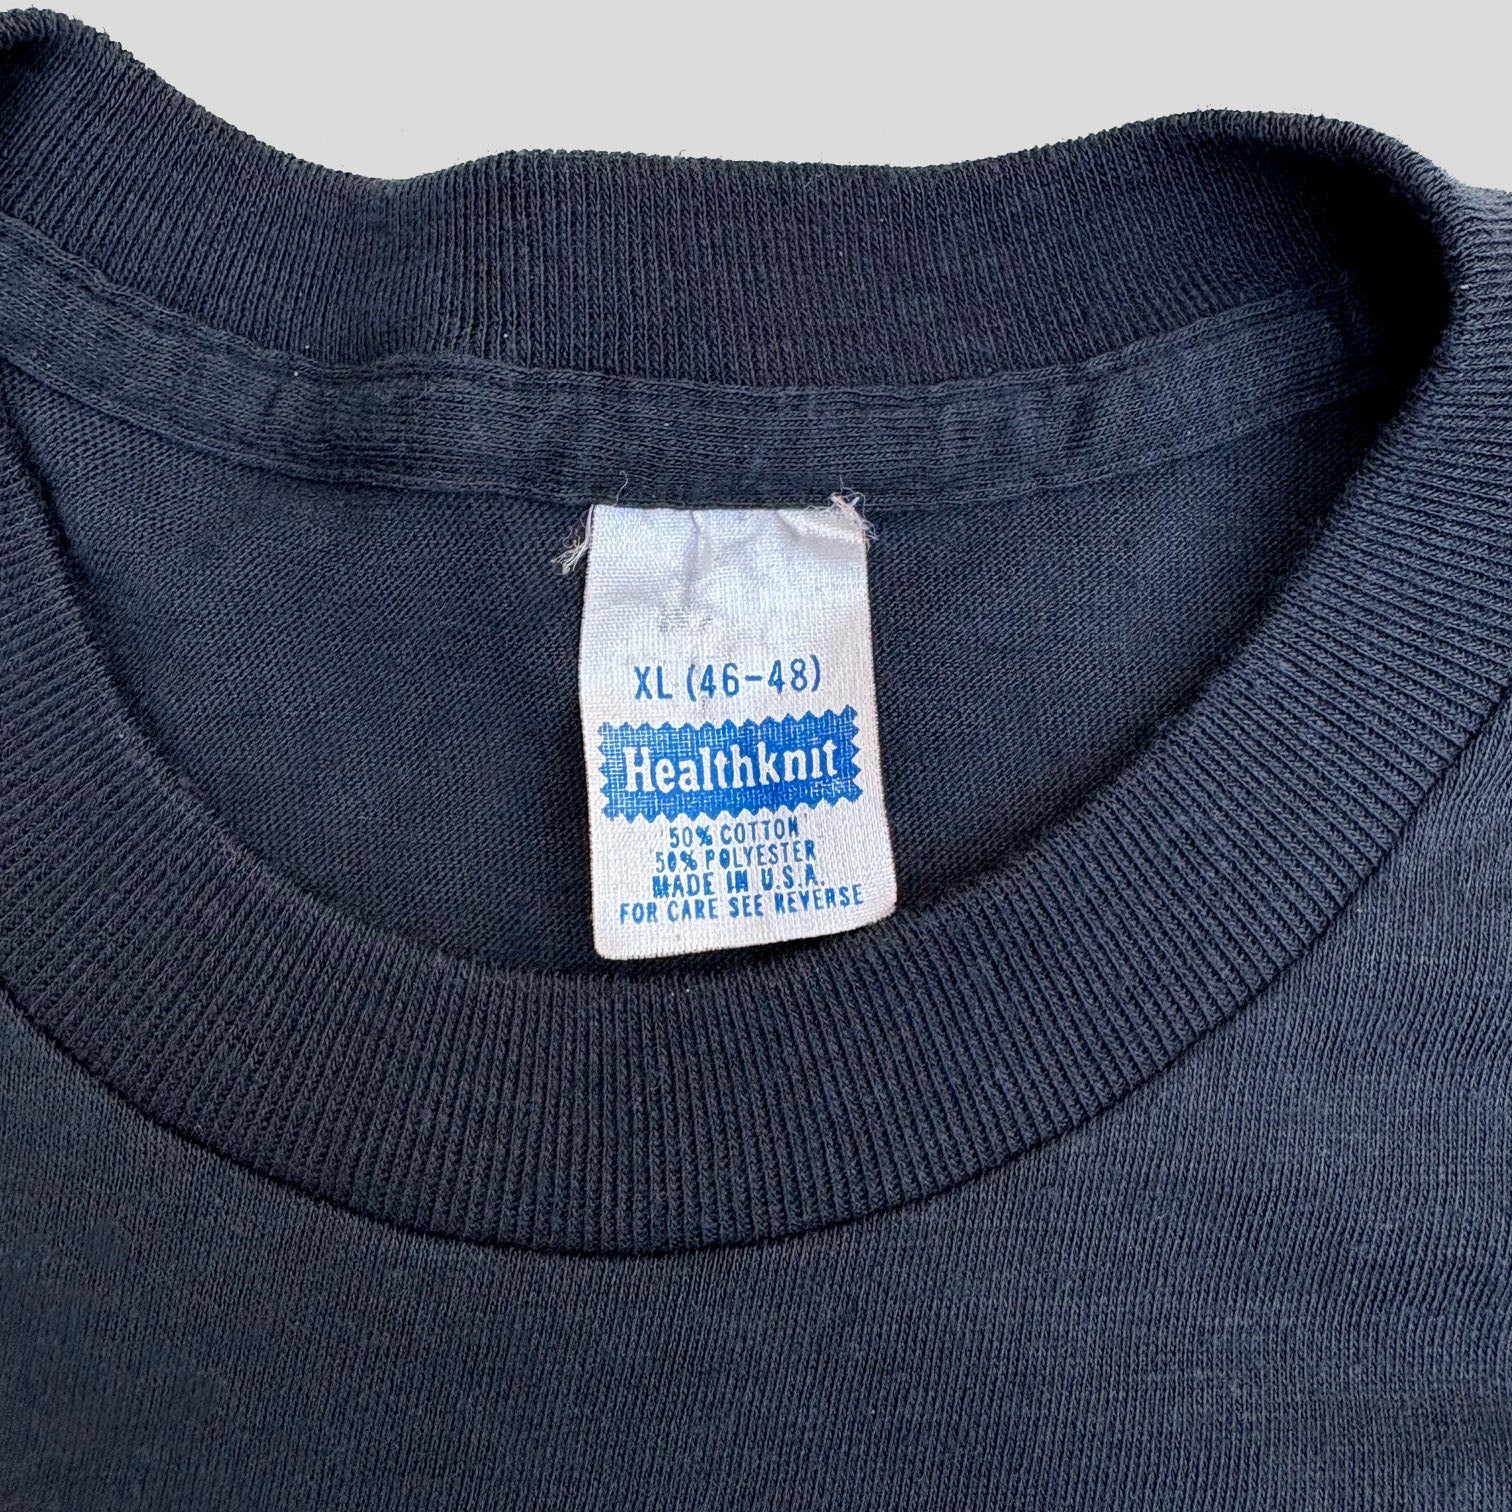 XL (46-48)
Healthknit
50% COTTON
50% POLYESTER
MADE IN U.S.A.
FOR CARE SEE REVERSE